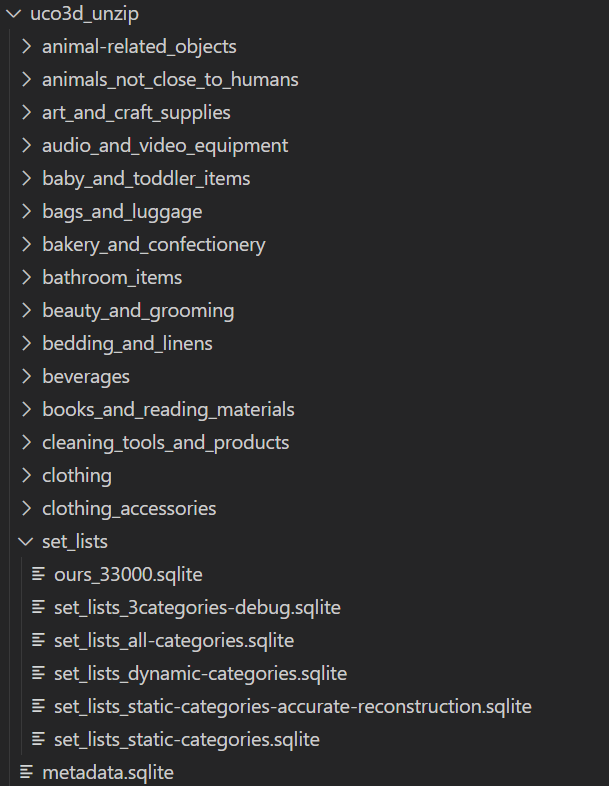 uco3d_unzip
animal-related_objects
animals_not_close_to_humans
art_and_craft_supplies
audio_and_video_equipment
baby_and_toddler_items
bags_and_luggage
bakery_and_confectionery
bathroom_items
beauty_and_grooming
bedding_and_linens
beverages
books_and_reading_materials
cleaning_tools_and_products
clothing
clothing_accessories
set_lists
ours_33000.sqlite
set_lists_3categories-debug.sqlite
set_lists_all-categories.sqlite
set_lists_dynamic-categories.sqlite
set_lists_static-categories-accurate-reconstruction.sqlite
set_lists_static-categories.sqlite
metadata.sqlite